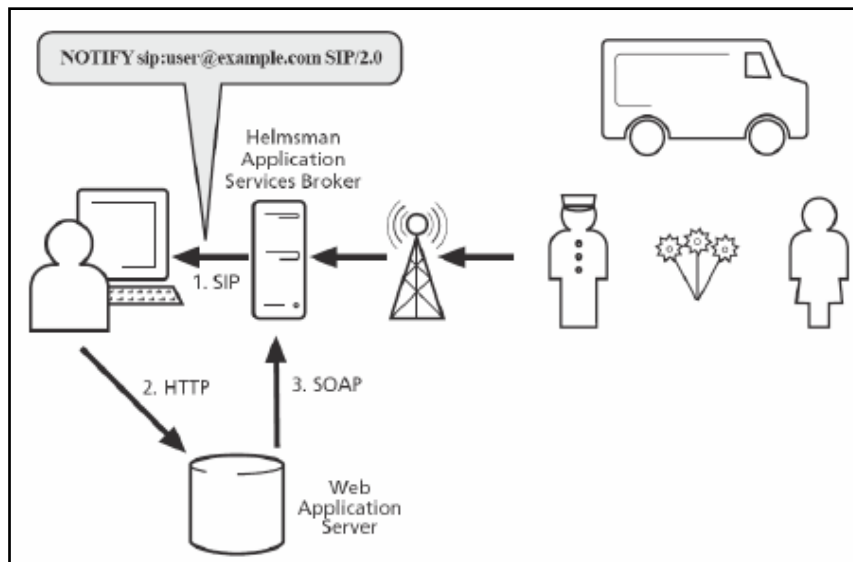 NOTIFY sip:user@example.com SIP/2.0
Helmsman
Application
Services Broker
1. SIP
2. HTTP
3. SOAP
Web
Application
Server